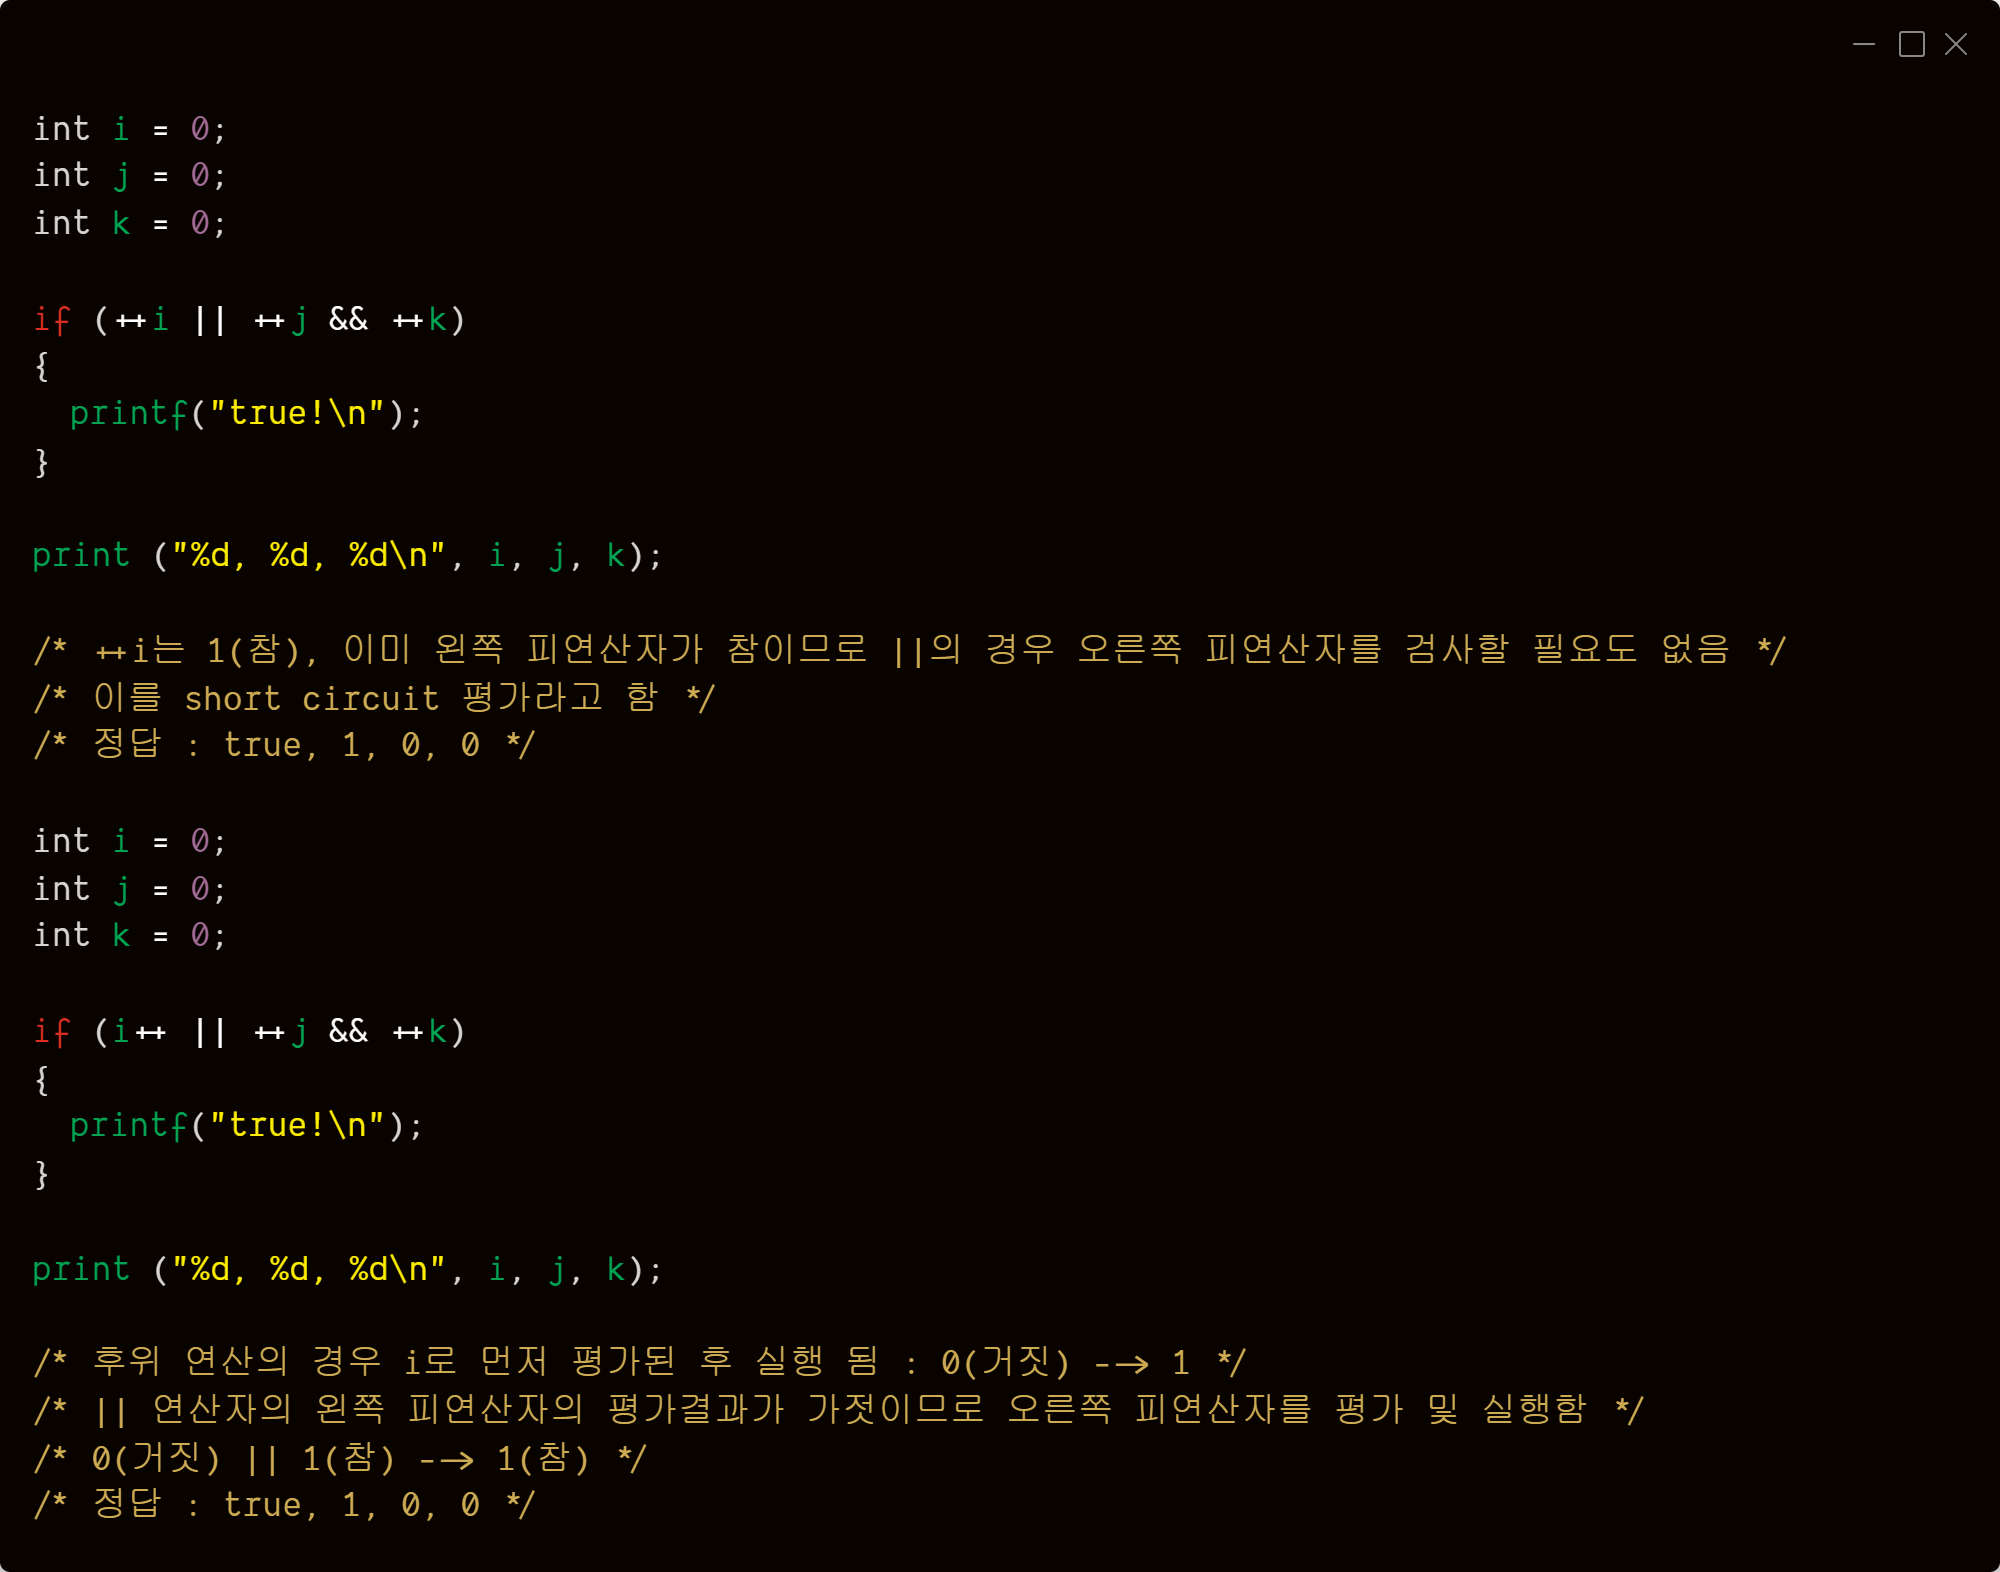 int i = 0;
int j = 0;
int k = 0;
if (++i || ++j && ++k)
{
printf("true!\n");
}
print ("%d, %d, %d\n", i, j, k);
/* ++i는 1(참), 이미 왼쪽 피연산자가 참이므로 ||의 경우 오른쪽 피연산자를 검사할 필요도 없음 */
/* 이를 short circuit 평가라고 함 */
/* 정답 : true, 1, 0, 0 */
int i = 0;
int j = 0;
int k = 0;
if (i++ || ++j && ++k)
{
printf("true!\n");
}
print ("%d, %d, %d\n", i, j, k);
/* 후위 연산의 경우 i로 먼저 평가된 후 실행 됨 : 0(거짓) --> 1 */
/* || 연산자의 왼쪽 피연산자의 평가결과가 가젓이므로 오른쪽 피연산자를 평가 및 실행함 */
/* 0(거짓) || 1(참) --> 1(참) */
/* 정답 : true, 1, 0, 0 */